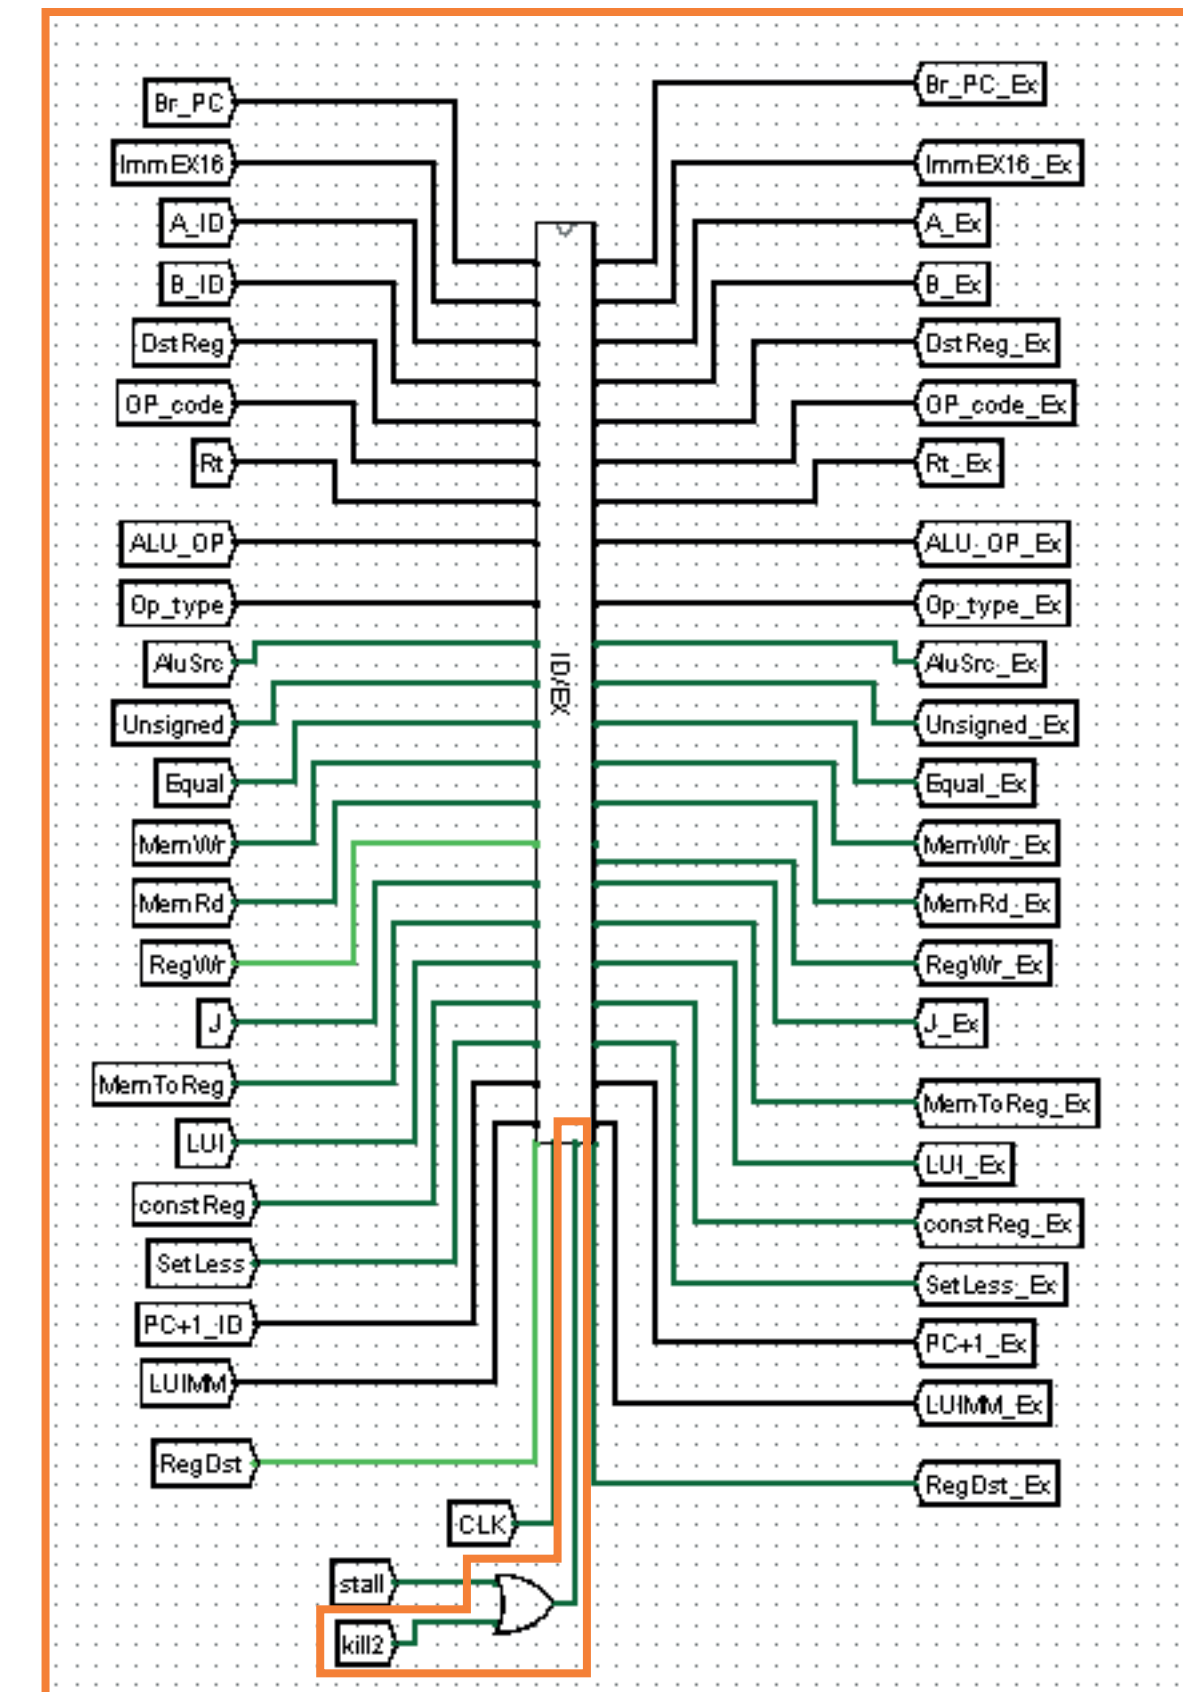 Br_PC
ImmEX16
A_ID
B_ID
DstReg
OP_code
Rt
ALU_OP
Op_type
AluSrc
Unsigned
Equal
MemWr
MemRd
RegWr
J
MemToReg
LUI
constReg
SetLess
PC+1_ID
LUIMM
RegDst
CLK
stall
kill2
ID/EX
Br_PC_Ex
ImmEX16_Ex
A_Ex
B_Ex
DstReg_Ex
OP_code_Ex
Rt_Ex
ALU_OP_Ex
Op_type_Ex
AluSrc_Ex
Unsigned_Ex
Equal_Ex
MemWr_Ex
MemRd_Ex
RegWr_Ex
J_Ex
MemToReg_Ex
LUI_Ex
constReg_Ex
SetLess_Ex
PC+1_Ex
LUIMM_Ex
RegDst_Ex